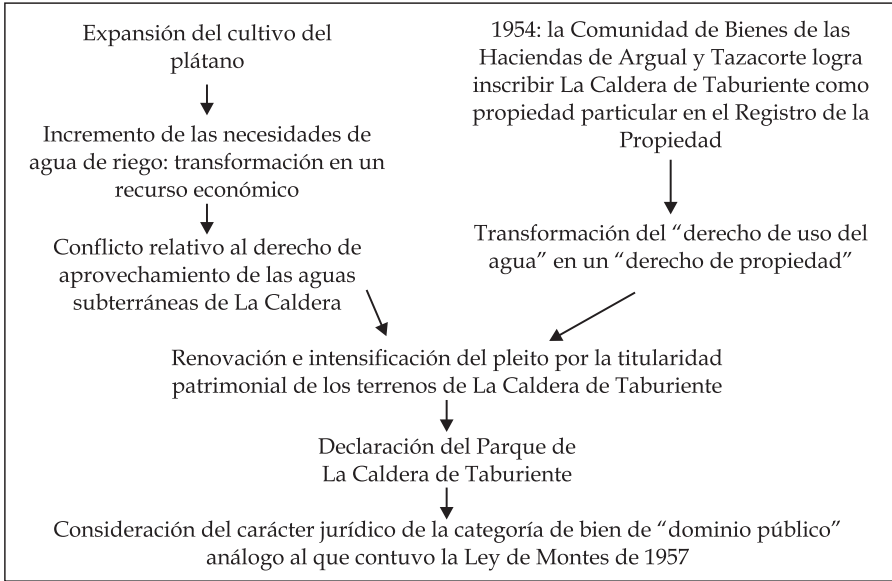 Expansión del cultivo del
plátano
Incremento de las necesidades de
agua de riego: transformación en un
recurso económico
Conflicto relativo al derecho de
aprovechamiento de las aguas
subterráneas de La Caldera
1954: la Comunidad de Bienes de las
Haciendas de Argual y Tazacorte logra
inscribir La Caldera de Taburiente como
propiedad particular en el Registro de la
Propiedad
Transformación del “derecho de uso del
agua” en un “derecho de propiedad”
Renovación e intensificación del pleito por la titularidad
patrimonial de los terrenos de La Caldera de Taburiente
Declaración del Parque de
La Caldera de Taburiente
Consideración del carácter jurídico de la categoría de bien de “dominio público”
análogo al que contuvo la Ley de Montes de 1957